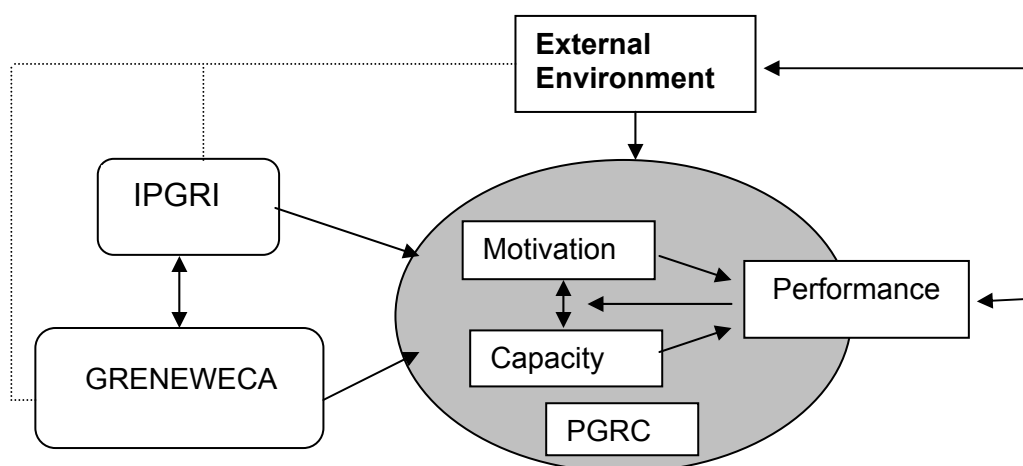 External
Environment
IPGRI
Motivation
Performance
Capacity
GRENEWECA
PGRC